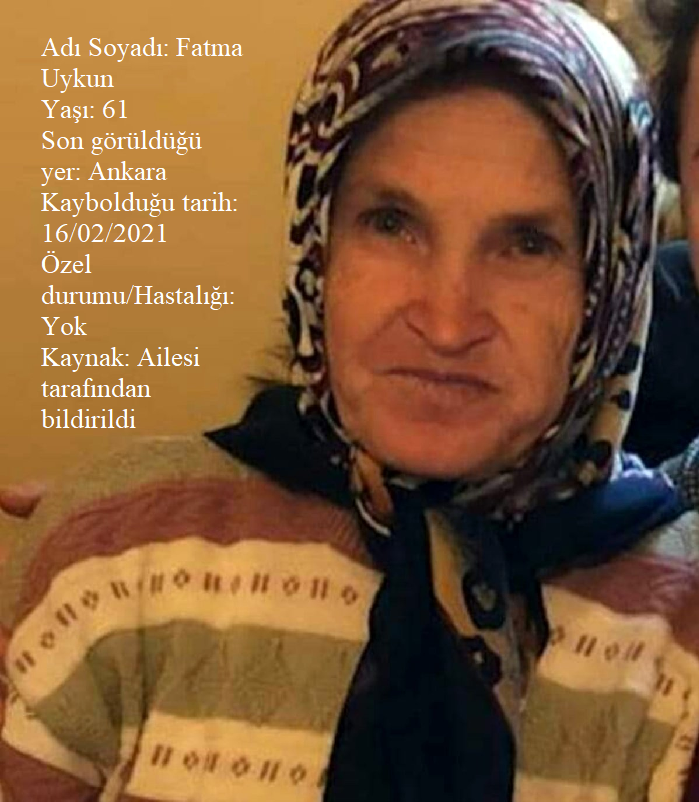 Adı Soyadı: Fatma
Uykun
Yaşı: 61
Son görüldüğü
yer: Ankara
Kaybolduğu tarih:
16/02/2021
Özel
durumu/Hastalığı:
Yok
Kaynak: Ailesi
tarafından
bildirildi